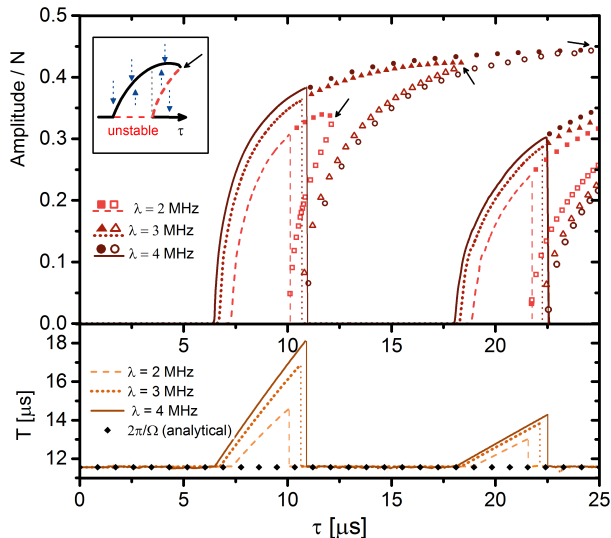 Amplitude / N
0.5
0.4
0.3
0.2
0.1
0.0
unstable
τ
λ = 2 MHz
λ = 3 MHz
λ = 4 MHz
0 5 10 15 20 25
T [μs]
18
16
14
12
λ = 2 MHz
λ = 3 MHz
λ = 4 MHz
2π/Ω (analytical)
0 5 10 15 20 25
τ [μs]